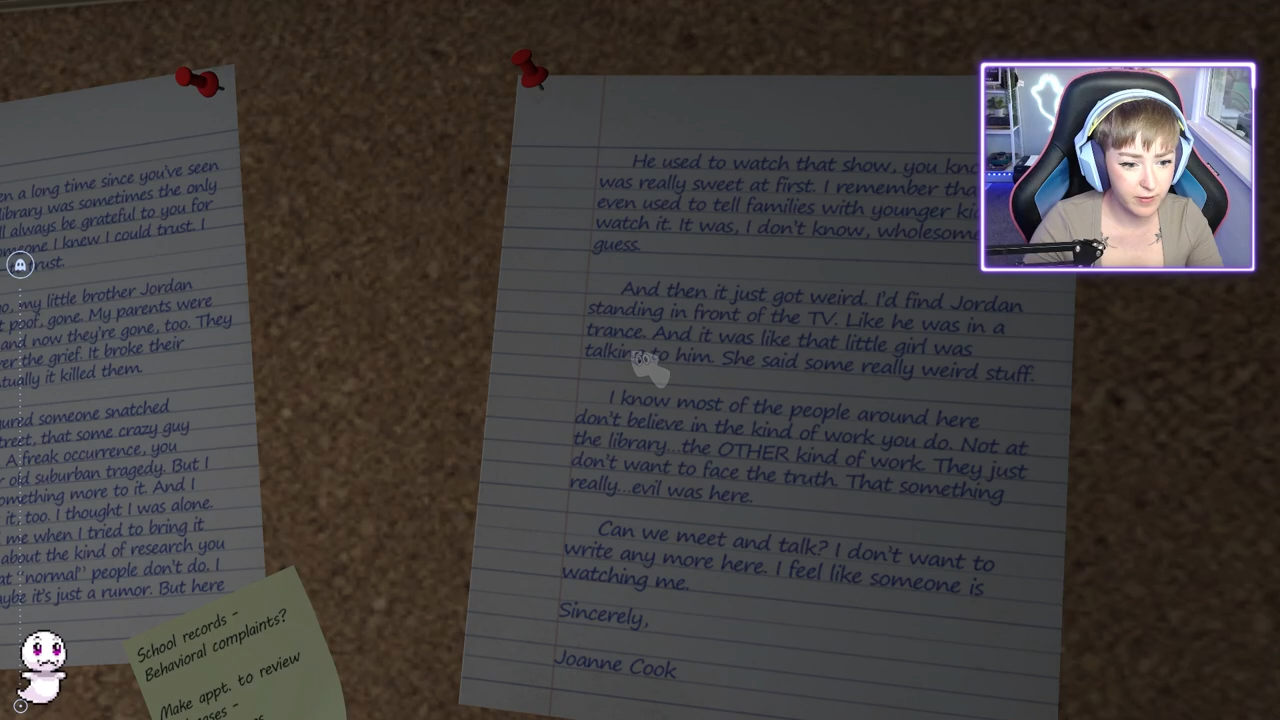 en a long time since you've seen
library was sometimes the only
ll always be grateful to you for
omeone I knew I could trust. I
trust.
o, my little brother Jordan
t poof, gone. My parents were
and now they're gone, too. They
ver the grief. It broke their
tually it killed them.
gured someone snatched
treet, that some crazy guy
A freak occurrence, you
r old suburban tragedy. But I
omething more to it. And I
it, too. I thought I was alone.
me when I tried to bring it
about the kind of research you
at "normal" people don't do. I
aybe it's just a rumor. But here
School records -
Behavioral complaints?
Make appt. to review
He used to watch that show, you kno
was really sweet at first. I remember tha
even used to tell families with younger ki
watch it. It was, I don't know, wholesome
guess.
And then it just got weird. I'd find Jordan
standing in front of the TV. Like he was in a
trance. And it was like that little girl was
talking to him. She said some really weird stuff.
I know most of the people around here
don't believe in the kind of work you do. Not at
the library...the OTHER kind of work. They just
don't want to face the truth. That something
really...evil was here.
Can we meet and talk? I don't want to
write any more here. I feel like someone is
watching me.
Sincerely,
Joanne Cook